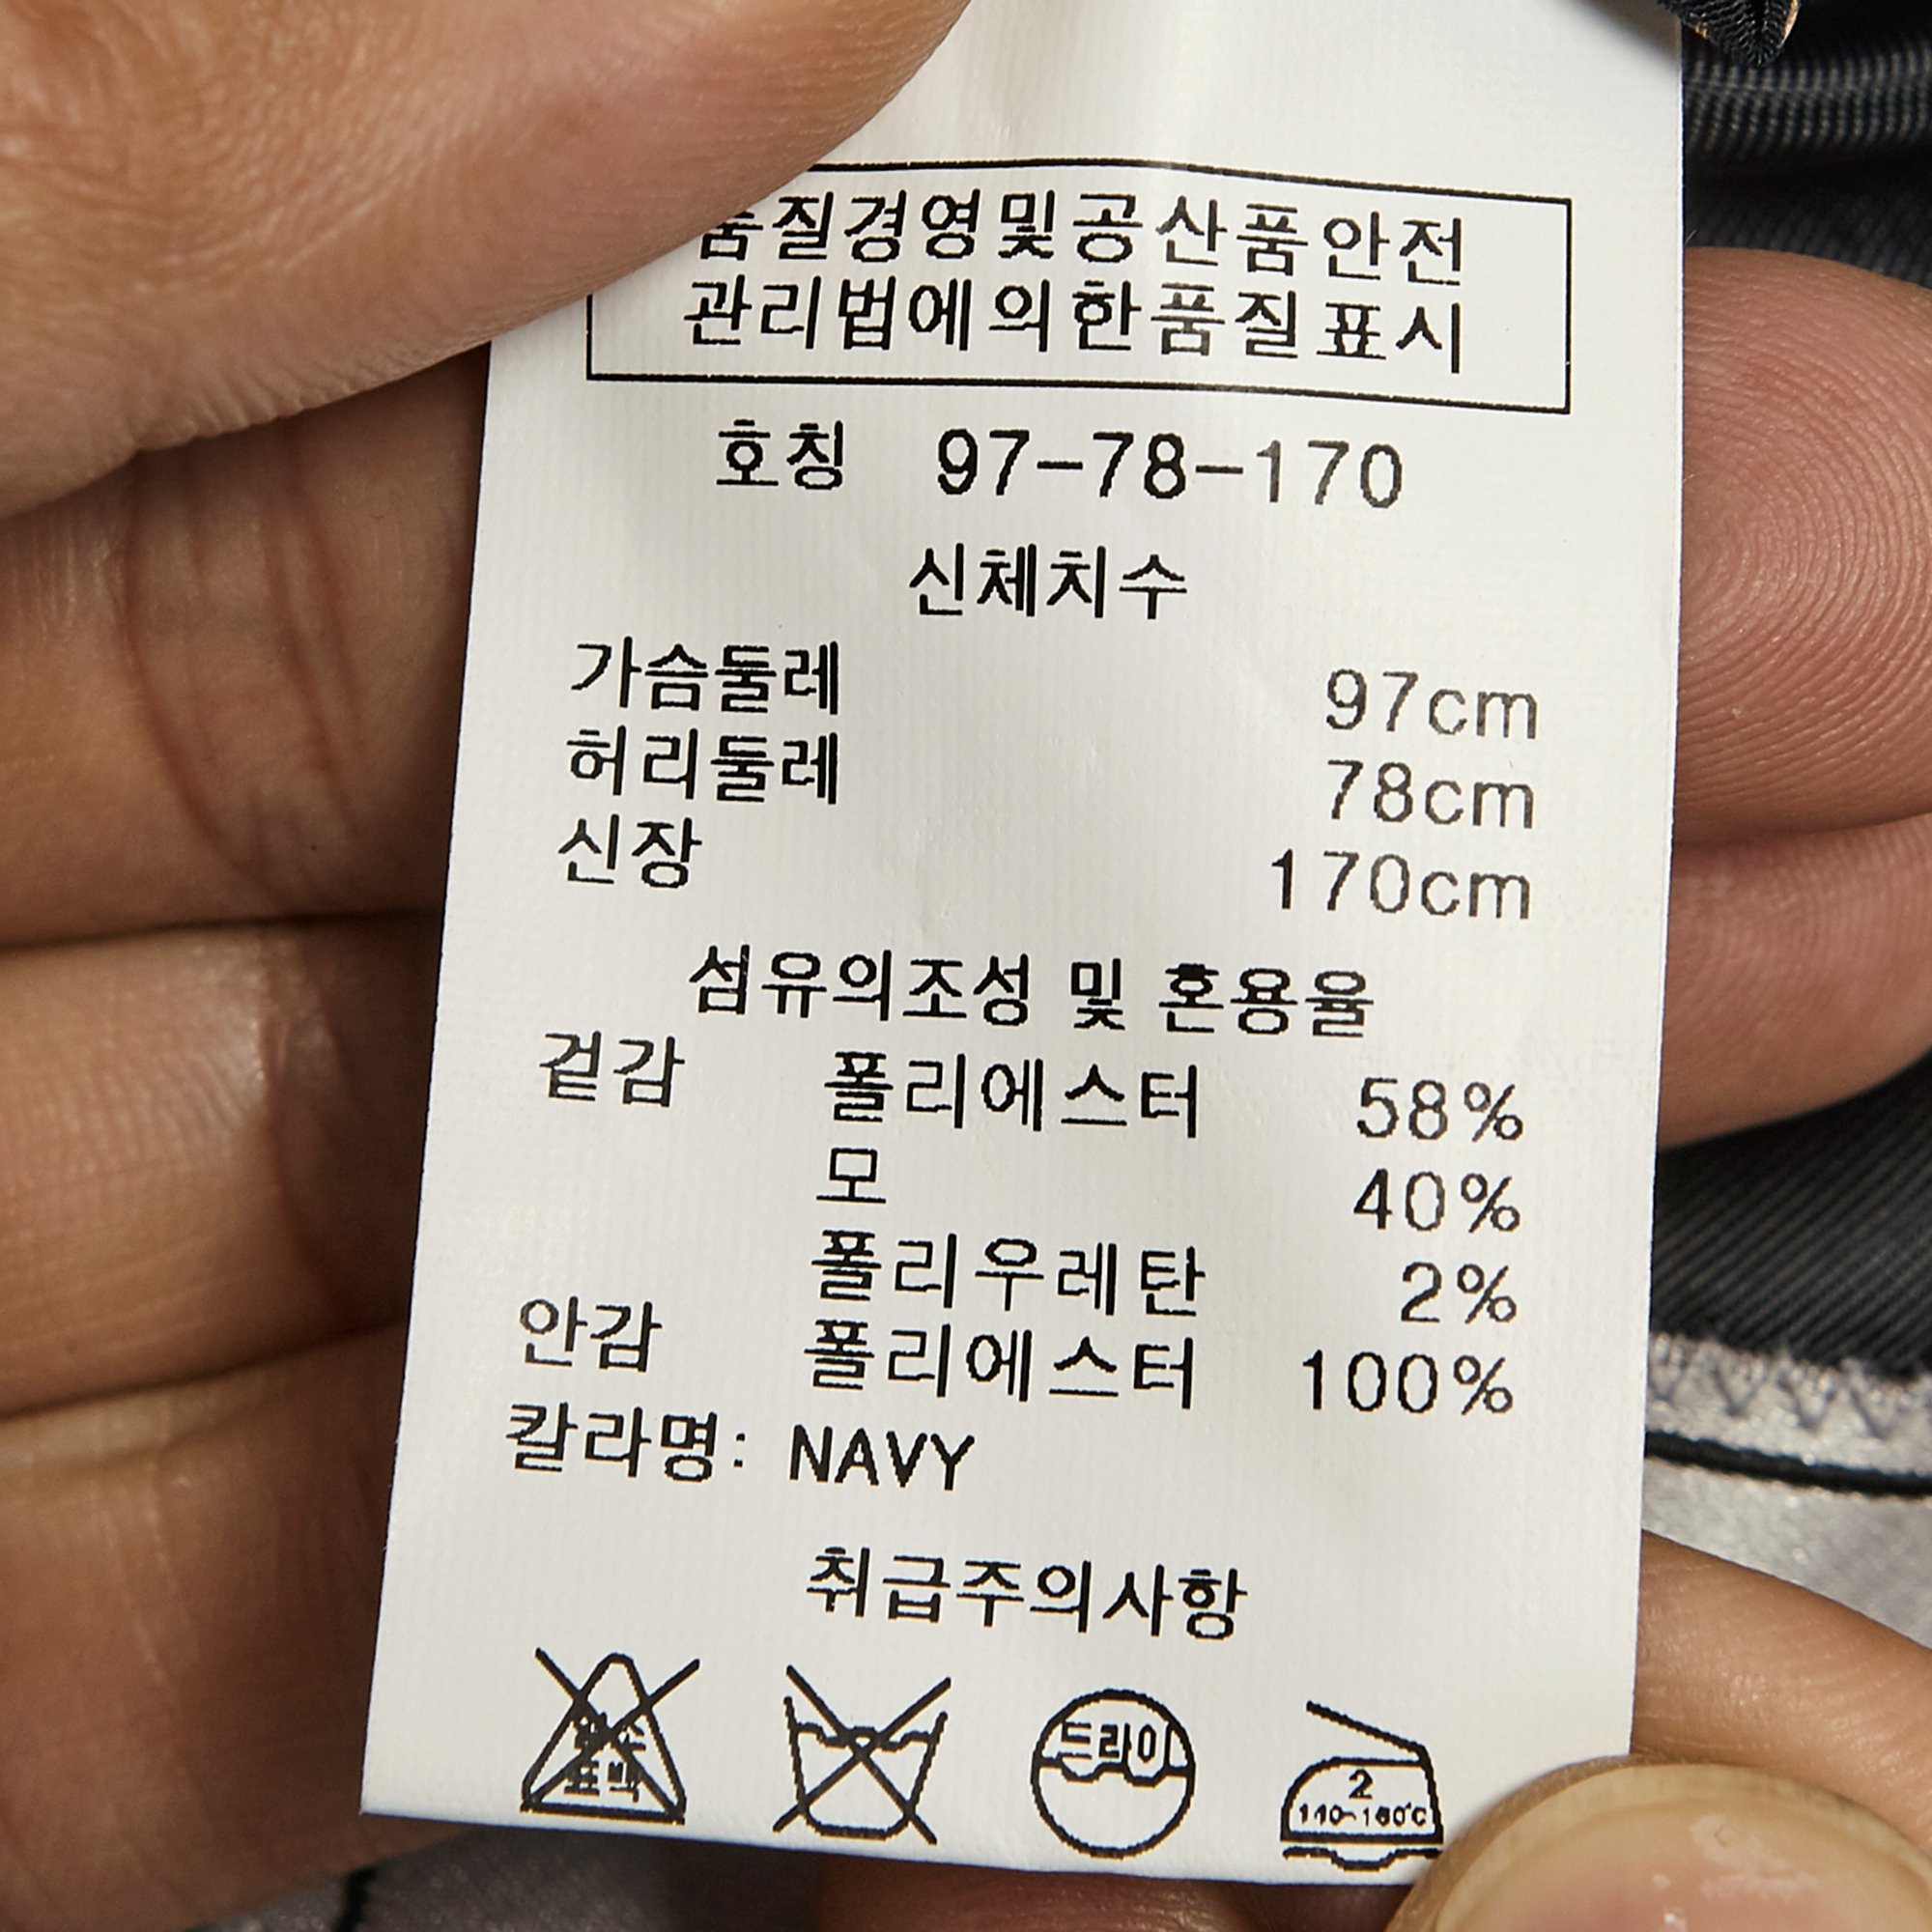 품질경영및공산품안전
관리법에의한품질표시
호칭 97-78-170
신체치수
가슴둘레 97cm
허리둘레 78cm
신장 170cm
섬유의조성 및 혼용율
겉감 폴리에스터 58%
모 40%
폴리우레탄 2%
안감 폴리에스터 100%
칼라명: NAVY
취급주의사항
드라이
2
140~160℃